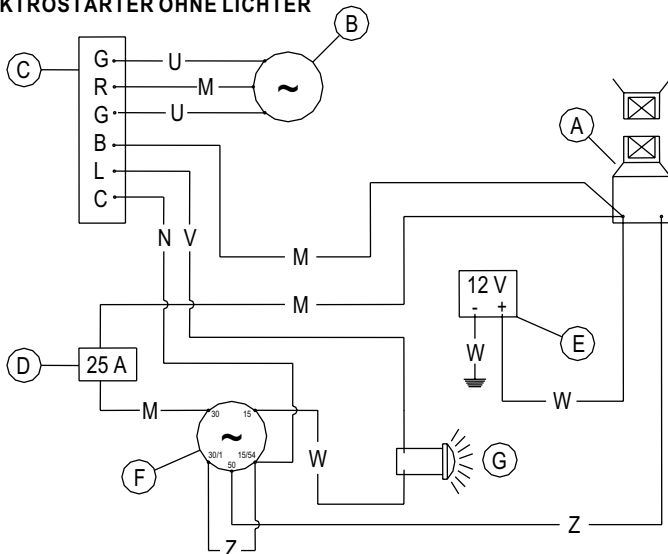 KTROSTARTER OHNE LICHTER
B
C
G
U
R
M
~
G
U
A
B
L
C
N V
M
M
12 V
- +
E
D
25 A
W
W
M
30
15
~
30/1
15/54
50
W
G
F
Z
Z